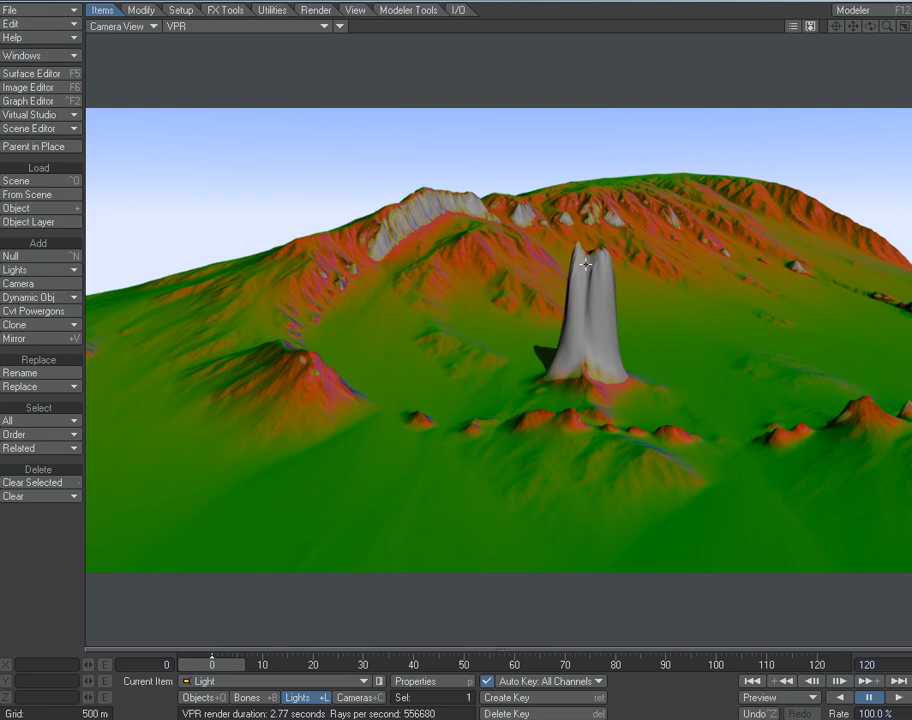 File Items Modify Setup FX Tools Utilities Render View Modeler Tools I/O Modeler F12
Edit Camera View VPR
Help
Windows
Surface Editor F5
Image Editor F6
Graph Editor ^F2
Virtual Studio
Scene Editor
Parent in Place
Load
Scene ^O
From Scene
Object +
Object Layer
Add
Null ^N
Lights
Camera
Dynamic Obj
Cvt Powergons
Clone
Mirror +V
Replace
Rename
Replace
Select
All
Order
Related
Delete
Clear Selected -
Clear
X E 0 0 10 20 30 40 50 60 70 80 90 100 110 120 120
Y E Current Item Light Properties p Auto Key: All Channels
Z E Objects+O Bones +B Lights +L Cameras+C Sel: 1 Create Key ret Preview
Grid: 500 m VPR render duration: 2.77 seconds Rays per second: 556680 Delete Key del Undo^Z Redo Rate 100.0 %